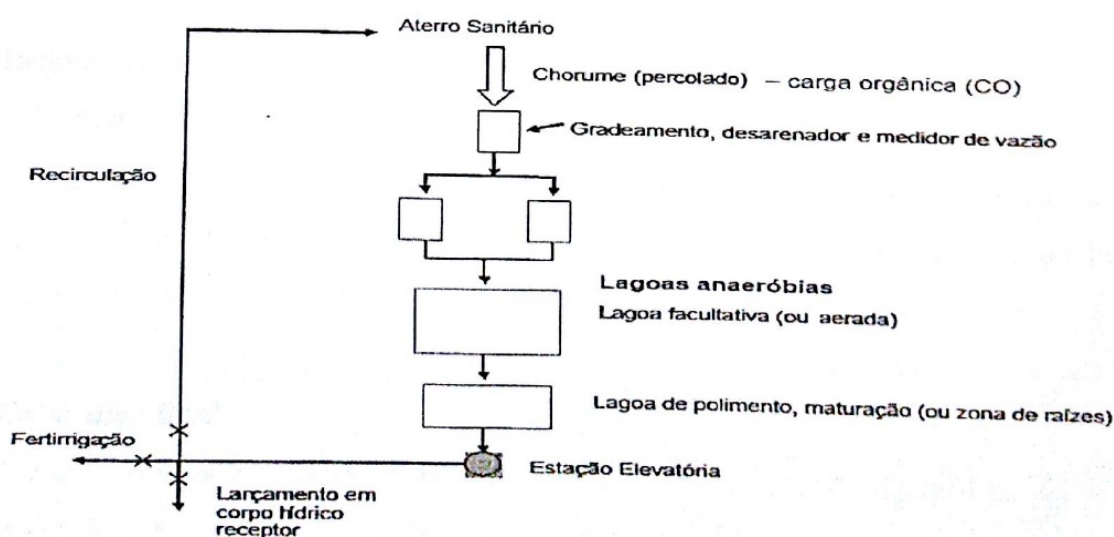 Aterro Sanitário
Chorume (percolado) – carga orgânica (CO)
Gradeamento, desarenador e medidor de vazão
Recirculação
Lagoas anaeróbias
Lagoa facultativa (ou aerada)
Lagoa de polimento, maturação (ou zona de raízes)
Fertirrigação
Estação Elevatória
Lançamento em
corpo hídrico
receptor